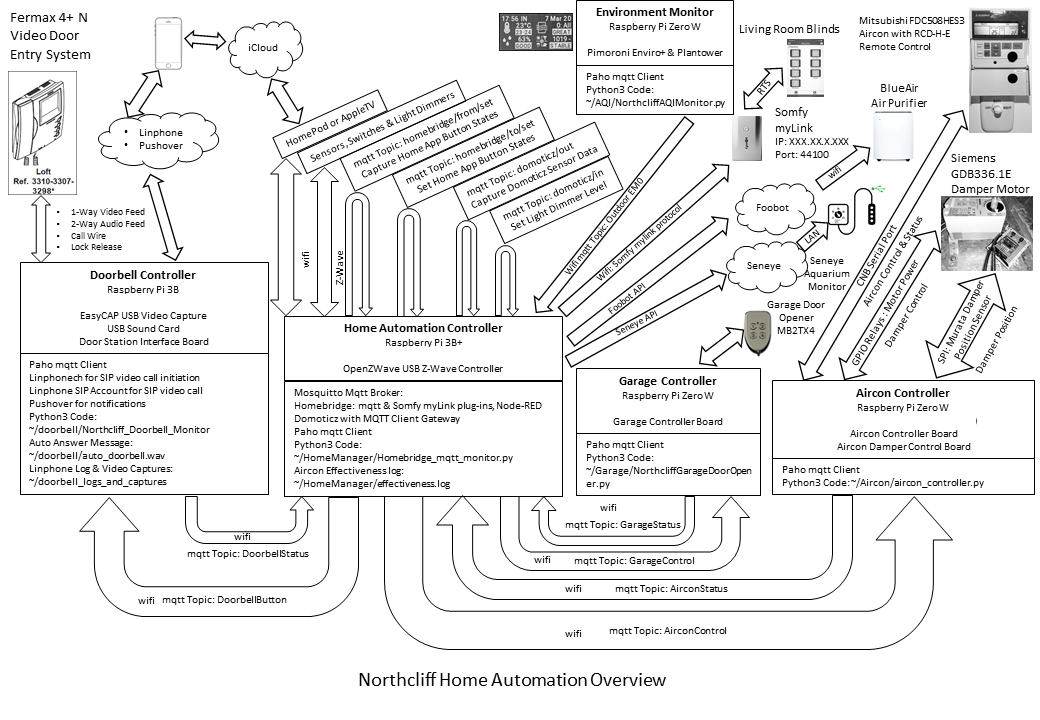 Fermax 4+ N
Video Door
Entry System
Loft
Ref. 3310-3307-
3298*
• 1-Way Video Feed
• 2-Way Audio Feed
• Call Wire
• Lock Release
iCloud
• Linphone
• Pushover
HomePod or AppleTV
Sensors, Switches & Light Dimmers
mqtt Topic: homebridge/from/set
Capture Home App Button States
mqtt Topic: homebridge/to/set
Set Home App Button States
mqtt Topic: domoticz/out
Capture Domoticz Sensor Data
mqtt Topic: domoticz/in
Set Light Dimmer Level
wifi
Z-Wave
17:56 IN
7 Mar 20
23°C
0: All
23-24
GREAT
63%
1019
GOOD
STABLE
Environment Monitor
Raspberry Pi Zero W
Pimoroni Enviro+ & Plantower
Paho mqtt Client
Python3 Code:
~/AQI/NorthcliffAQIMonitor.py
Living Room Blinds
RTS
Somfy
myLink
IP: XXX.XX.X.XXX
Port: 44100
Mitsubishi FDC508HES3
Aircon with RCD-H-E
Remote Control
BlueAir
Air Purifier
wifi
Siemens
GDB336.1E
Damper Motor
Foobot
Seneye
LAN
Seneye
Aquarium
Monitor
Wifi mqtt Topic: Outdoor EM0
Wifi: Somfy mylink protocol
Foobot API
Seneye API
Garage Door
Opener
MB2TX4
CNB Serial Port
Aircon Control & Status
GPIO Relays : Motor Power
Damper Control
SPI: Murata Damper
Position Sensor
Damper Position
Doorbell Controller
Raspberry Pi 3B
EasyCAP USB Video Capture
USB Sound Card
Door Station Interface Board
Paho mqtt Client
Linphonech for SIP video call initiation
Linphone SIP Account for SIP video call
Pushover for notifications
Python3 Code:
~/doorbell/Northcliff_Doorbell_Monitor
Auto Answer Message:
~/doorbell/auto_doorbell.wav
Linphone Log & Video Captures:
~/doorbell_logs_and_captures
Home Automation Controller
Raspberry Pi 3B+
OpenZWave USB Z-Wave Controller
Mosquitto Mqtt Broker:
Homebridge: mqtt & Somfy myLink plug-ins, Node-RED
Domoticz with MQTT Client Gateway
Paho mqtt Client
Python3 Code:
~/HomeManager/Homebridge_mqtt_monitor.py
Aircon Effectiveness log:
~/HomeManager/effectiveness.log
Garage Controller
Raspberry Pi Zero W
Garage Controller Board
Paho mqtt Client
Python3 Code:
~/Garage/NorthcliffGarageDoorOpen
er.py
Aircon Controller
Raspberry Pi Zero W
Aircon Controller Board
Aircon Damper Control Board
Paho mqtt Client
Python3 Code:~/Aircon/aircon_controller.py
wifi
mqtt Topic: DoorbellStatus
wifi mqtt Topic: DoorbellButton
wifi
mqtt Topic: GarageStatus
wifi mqtt Topic: GarageControl
wifi mqtt Topic: AirconStatus
wifi mqtt Topic: AirconControl
Northcliff Home Automation Overview